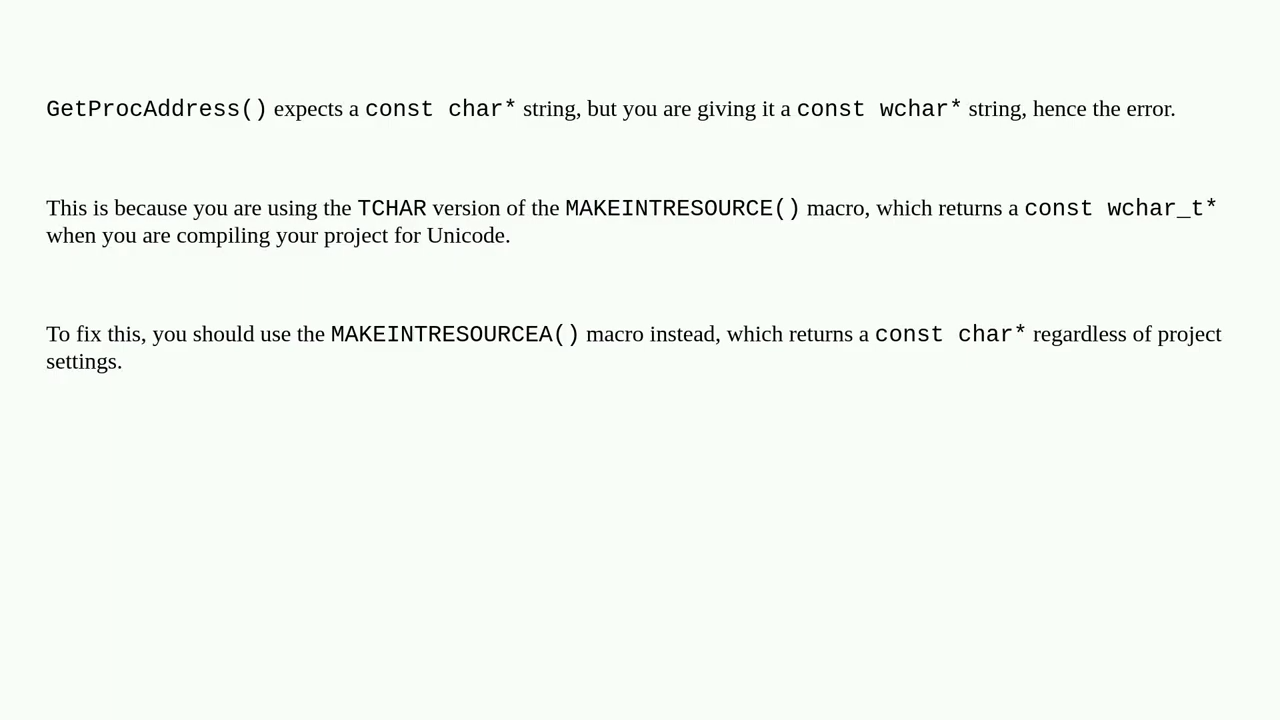 GetProcAddress() expects a const char* string, but you are giving it a const wchar* string, hence the error.
This is because you are using the TCHAR version of the MAKEINTRESOURCE() macro, which returns a const wchar_t*
when you are compiling your project for Unicode.
To fix this, you should use the MAKEINTRESOURCEA() macro instead, which returns a const char* regardless of project
settings.